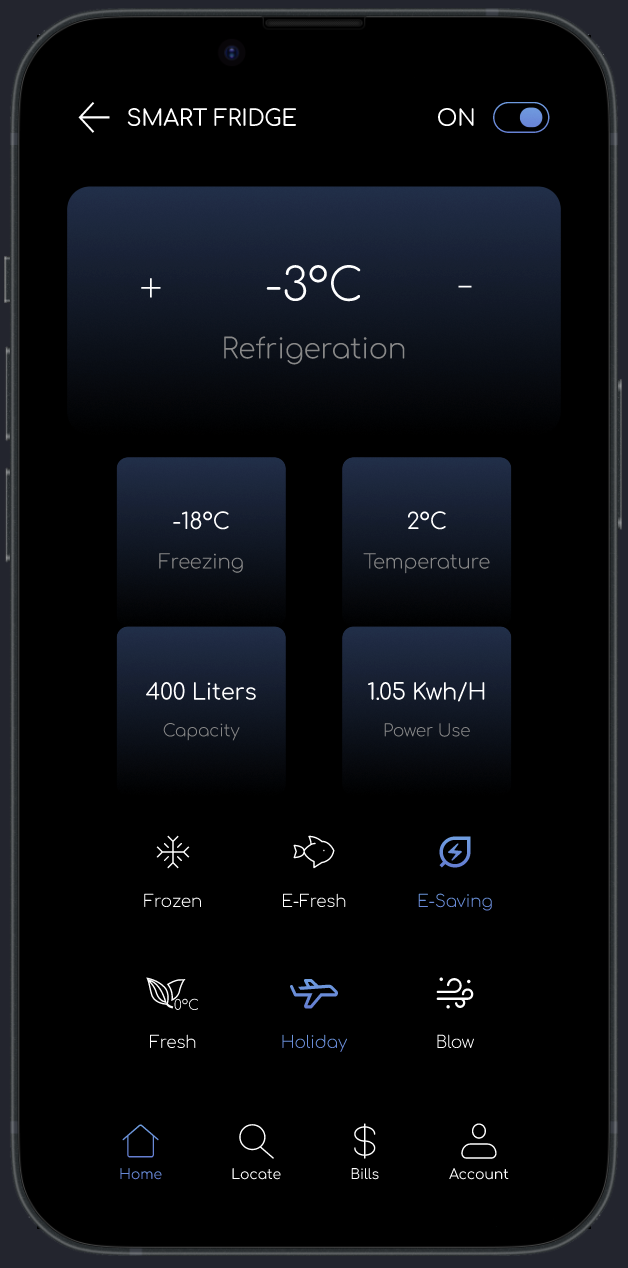 SMART FRIDGE ON
+ -3°C -
Refrigeration
-18°C 2°C
Freezing Temperature
400 Liters 1.05 Kwh/H
Capacity Power Use
Frozen E-Fresh E-Saving
0°C
Fresh Holiday Blow
$
Home Locate Bills Account